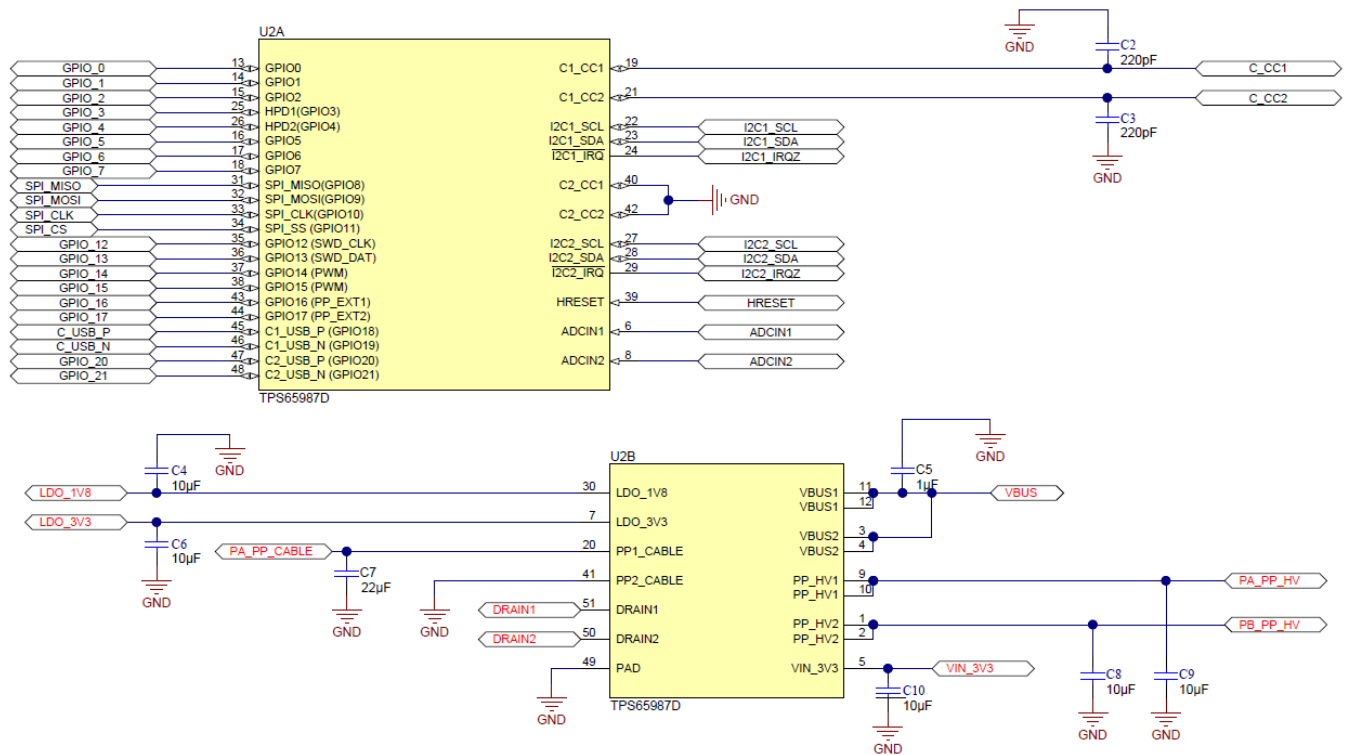 U2A
GPIO_0 13 GPIO0
GPIO_1 14 GPIO1
GPIO_2 15 GPIO2
GPIO_3 25 HPD1(GPIO3)
GPIO_4 26 HPD2(GPIO4)
GPIO_5 16 GPIO5
GPIO_6 17 GPIO6
GPIO_7 18 GPIO7
SPI_MISO 31 SPI_MISO(GPIO8)
SPI_MOSI 32 SPI_MOSI(GPIO9)
SPI_CLK 33 SPI_CLK(GPIO10)
SPI_CS 34 SPI_SS (GPIO11)
GPIO_12 35 GPIO12 (SWD_CLK)
GPIO_13 36 GPIO13 (SWD_DAT)
GPIO_14 37 GPIO14 (PWM)
GPIO_15 38 GPIO15 (PWM)
GPIO_16 43 GPIO16 (PP_EXT1)
GPIO_17 44 GPIO17 (PP_EXT2)
C_USB_P 45 C1_USB_P (GPIO18)
C_USB_N 46 C1_USB_N (GPIO19)
GPIO_20 47 C2_USB_P (GPIO20)
GPIO_21 48 C2_USB_N (GPIO21)
TPS65987D
GND
C2
220pF
C1_CC1 19 C_CC1
C1_CC2 21 C_CC2
C3
220pF
GND
I2C1_SCL 22 I2C1_SCL
I2C1_SDA 23 I2C1_SDA
I2C1_IRQ 24 I2C1_IRQZ
C2_CC1 40
GND
C2_CC2 42
I2C2_SCL 27 I2C2_SCL
I2C2_SDA 28 I2C2_SDA
I2C2_IRQ 29 I2C2_IRQZ
HRESET 39 HRESET
ADCIN1 6 ADCIN1
ADCIN2 8 ADCIN2
U2B
GND
C4
10µF
LDO_1V8 30 LDO_1V8
LDO_3V3 7 LDO_3V3
C6
10µF
GND
PA_PP_CABLE 20 PP1_CABLE
C7
22µF
GND
41 PP2_CABLE
GND
DRAIN1 51 DRAIN1
DRAIN2 50 DRAIN2
49 PAD
GND
TPS65987D
GND
C5
1µF
VBUS1 11 VBUS
VBUS1 12
VBUS2 3
VBUS2 4
PP_HV1 9 PA_PP_HV
PP_HV1 10
PP_HV2 1 PB_PP_HV
PP_HV2 2
VIN_3V3 5 VIN_3V3
C10
10µF
GND
C8
10µF
GND
C9
10µF
GND